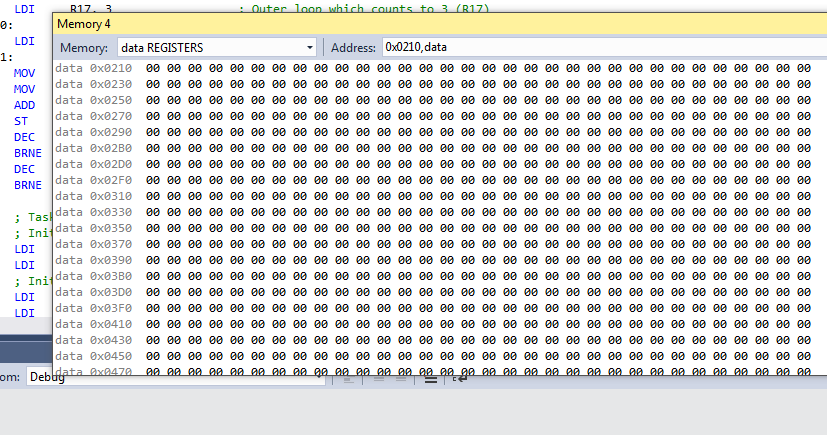 LDI R17, 3 ; Outer loop which counts to 3 (R17)
Memory 4
Memory: data REGISTERS Address: 0x0210,data
data 0x0210 00 00 00 00 00 00 00 00 00 00 00 00 00 00 00 00 00 00 00 00 00 00 00 00 00 00 00 00 00 00 00 00
data 0x0230 00 00 00 00 00 00 00 00 00 00 00 00 00 00 00 00 00 00 00 00 00 00 00 00 00 00 00 00 00 00 00 00
data 0x0250 00 00 00 00 00 00 00 00 00 00 00 00 00 00 00 00 00 00 00 00 00 00 00 00 00 00 00 00 00 00 00 00
data 0x0270 00 00 00 00 00 00 00 00 00 00 00 00 00 00 00 00 00 00 00 00 00 00 00 00 00 00 00 00 00 00 00 00
data 0x0290 00 00 00 00 00 00 00 00 00 00 00 00 00 00 00 00 00 00 00 00 00 00 00 00 00 00 00 00 00 00 00 00
data 0x02B0 00 00 00 00 00 00 00 00 00 00 00 00 00 00 00 00 00 00 00 00 00 00 00 00 00 00 00 00 00 00 00 00
data 0x02D0 00 00 00 00 00 00 00 00 00 00 00 00 00 00 00 00 00 00 00 00 00 00 00 00 00 00 00 00 00 00 00 00
data 0x02F0 00 00 00 00 00 00 00 00 00 00 00 00 00 00 00 00 00 00 00 00 00 00 00 00 00 00 00 00 00 00 00 00
data 0x0310 00 00 00 00 00 00 00 00 00 00 00 00 00 00 00 00 00 00 00 00 00 00 00 00 00 00 00 00 00 00 00 00
data 0x0330 00 00 00 00 00 00 00 00 00 00 00 00 00 00 00 00 00 00 00 00 00 00 00 00 00 00 00 00 00 00 00 00
data 0x0350 00 00 00 00 00 00 00 00 00 00 00 00 00 00 00 00 00 00 00 00 00 00 00 00 00 00 00 00 00 00 00 00
data 0x0370 00 00 00 00 00 00 00 00 00 00 00 00 00 00 00 00 00 00 00 00 00 00 00 00 00 00 00 00 00 00 00 00
data 0x0390 00 00 00 00 00 00 00 00 00 00 00 00 00 00 00 00 00 00 00 00 00 00 00 00 00 00 00 00 00 00 00 00
data 0x03B0 00 00 00 00 00 00 00 00 00 00 00 00 00 00 00 00 00 00 00 00 00 00 00 00 00 00 00 00 00 00 00 00
data 0x03D0 00 00 00 00 00 00 00 00 00 00 00 00 00 00 00 00 00 00 00 00 00 00 00 00 00 00 00 00 00 00 00 00
data 0x03F0 00 00 00 00 00 00 00 00 00 00 00 00 00 00 00 00 00 00 00 00 00 00 00 00 00 00 00 00 00 00 00 00
data 0x0410 00 00 00 00 00 00 00 00 00 00 00 00 00 00 00 00 00 00 00 00 00 00 00 00 00 00 00 00 00 00 00 00
data 0x0430 00 00 00 00 00 00 00 00 00 00 00 00 00 00 00 00 00 00 00 00 00 00 00 00 00 00 00 00 00 00 00 00
data 0x0450 00 00 00 00 00 00 00 00 00 00 00 00 00 00 00 00 00 00 00 00 00 00 00 00 00 00 00 00 00 00 00 00
data 0x0470 00 00 00 00 00 00 00 00 00 00 00 00 00 00 00 00 00 00 00 00 00 00 00 00 00 00 00 00 00 00 00 00
0:
LDI
1:
MOV
MOV
ADD
ST
DEC
BRNE
DEC
BRNE
; Task
; Init
LDI
LDI
; Init
LDI
LDI
om: Debug